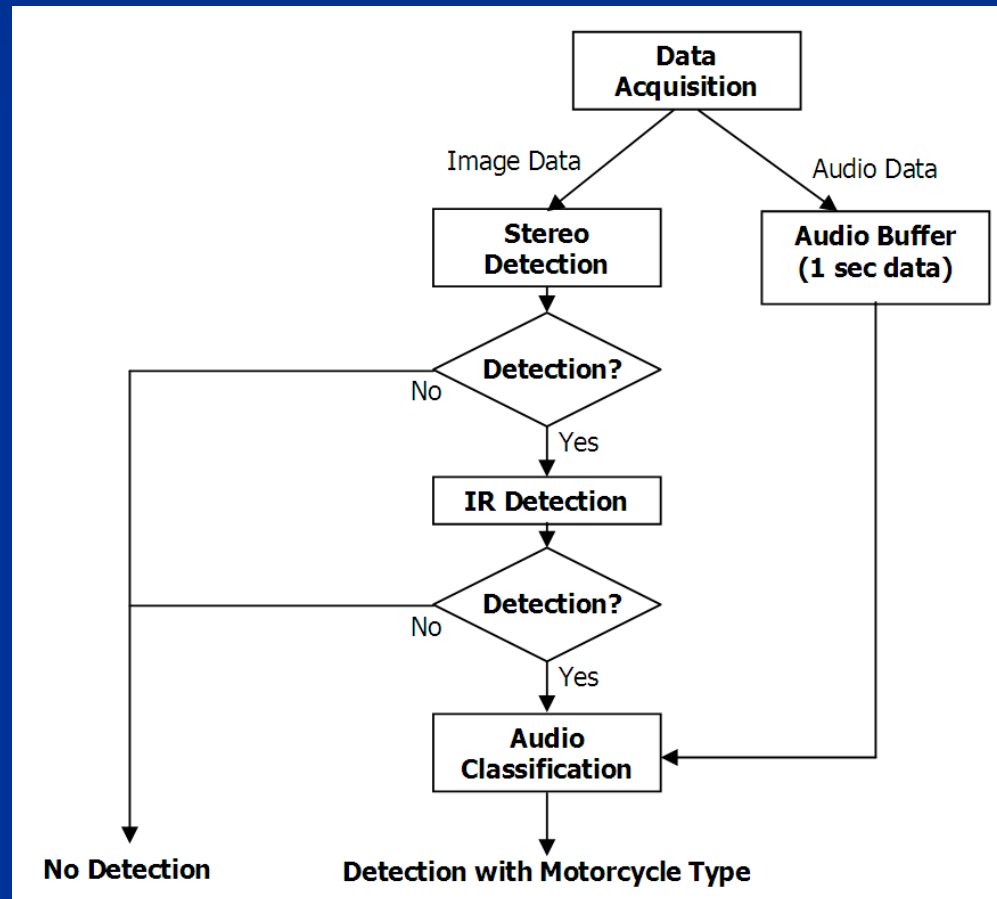 Data
Acquisition
Image Data
Audio Data
Stereo
Detection
Audio Buffer
(1 sec data)
Detection?
No
Yes
IR Detection
Detection?
No
Yes
Audio
Classification
No Detection
Detection with Motorcycle Type